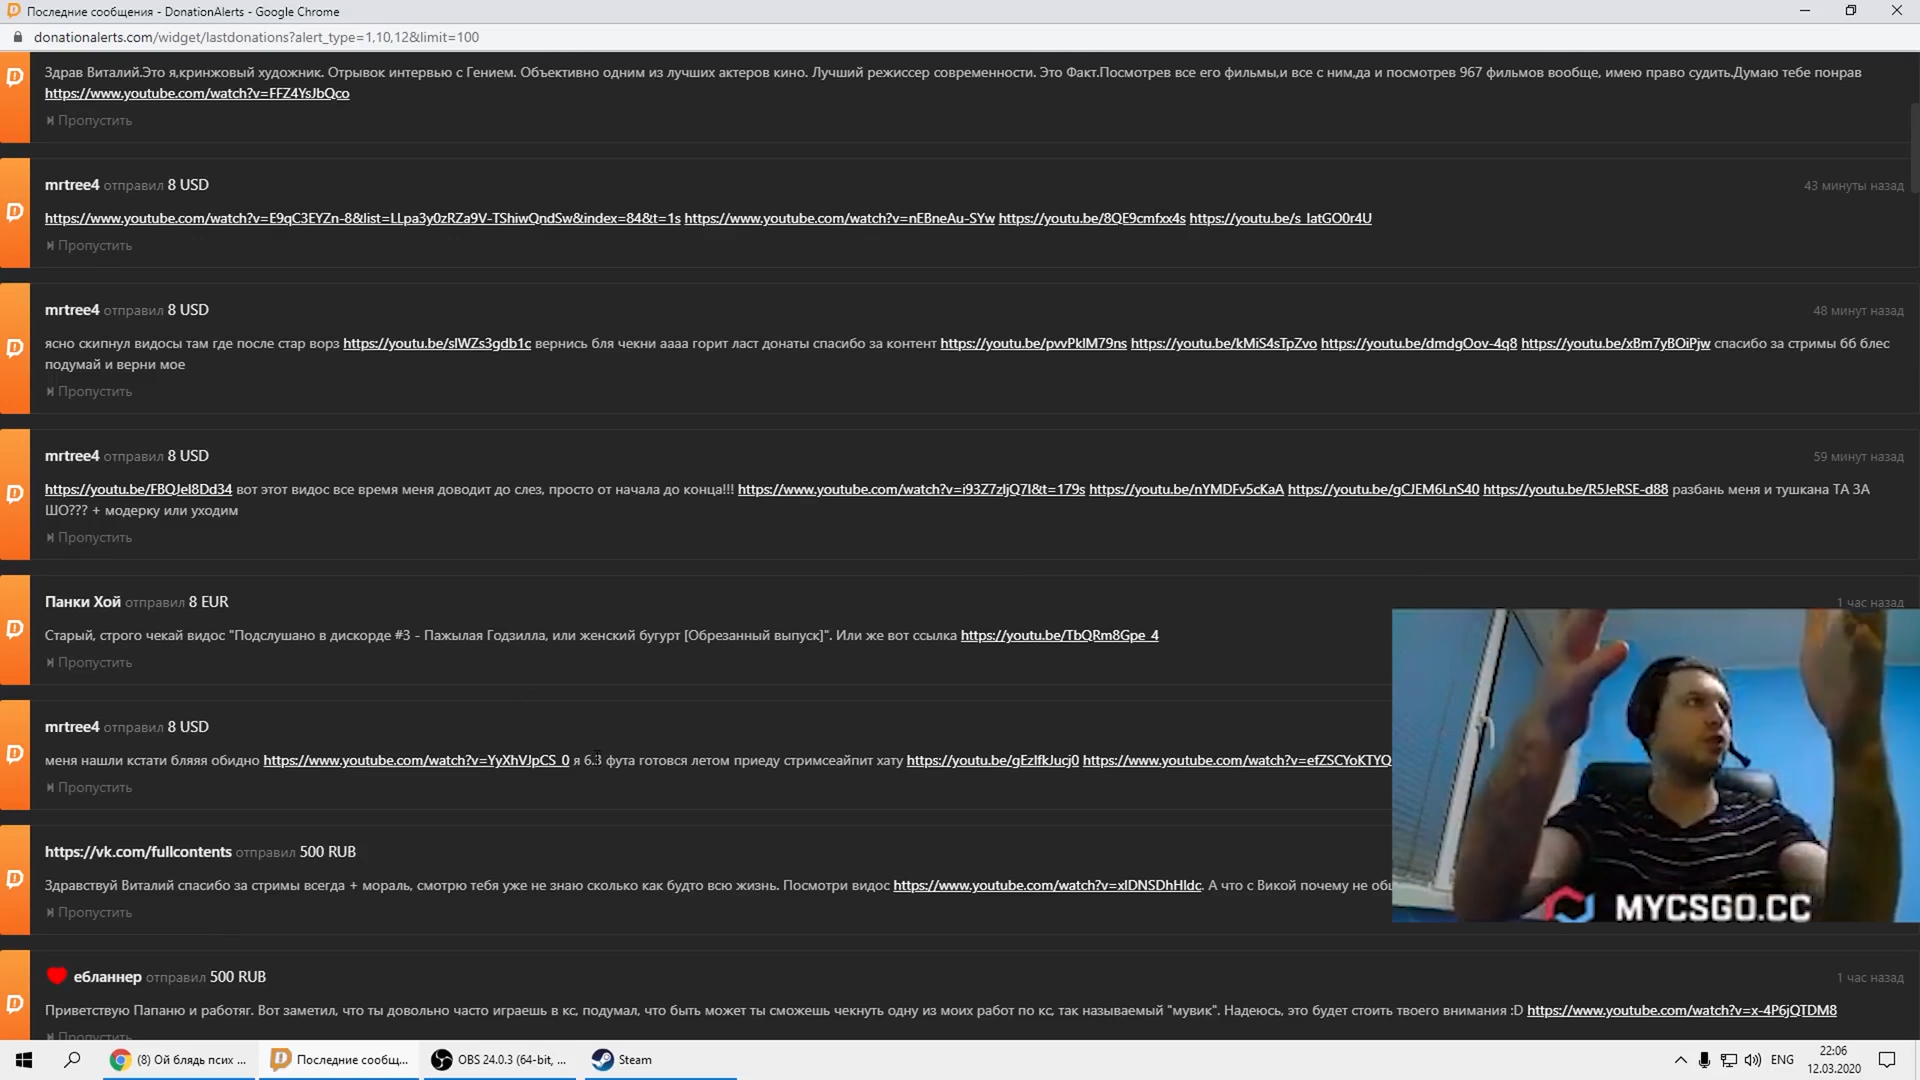 Последние сообщения - DonationAlerts - Google Chrome
donationalerts.com/widget/lastdonations?alert_type=1,10,12&limit=100
Здрав Виталий.Это я,кринжовый художник. Отрывок интервью с Гением. Объективно одним из лучших актеров кино. Лучший режиссер современности. Это Факт.Посмотрев все его фильмы,и все с ним,да и посмотрев 967 фильмов вообще, имею право судить.Думаю тебе понрав
https://www.youtube.com/watch?v=FFZ4YsJbQco
Пропустить
mrtree4 отправил 8 USD
43 минуты назад
https://www.youtube.com/watch?v=E9qC3EYZn-8&list=LLpa3y0zRZa9V-TShiwQndSw&index=84&t=1s https://www.youtube.com/watch?v=nEBneAu-SYw https://youtu.be/8QE9cmfxx4s https://youtu.be/s_IatGO0r4U
Пропустить
mrtree4 отправил 8 USD
48 минут назад
ясно скипнул видосы там где после стар ворз https://youtu.be/slWZs3gdb1c вернись бля чекни аааа горит ласт донаты спасибо за контент https://youtu.be/pvvPklM79ns https://youtu.be/kMiS4sTpZvo https://youtu.be/dmdgOov-4q8 https://youtu.be/xBm7yBOiPjw спасибо за стримы бб блес
подумай и верни мое
Пропустить
mrtree4 отправил 8 USD
59 минут назад
https://youtu.be/FBQJeI8Dd34 вот этот видос все время меня доводит до слез, просто от начала до конца!!! https://www.youtube.com/watch?v=i93Z7zIjQ7I&t=179s https://youtu.be/nYMDFv5cKaA https://youtu.be/gCJEM6LnS40 https://youtu.be/R5JeRSE-d88 разбань меня и тушкана ТА ЗА
ШО??? + модерку или уходим
Пропустить
Панки Хой отправил 8 EUR
1 час назад
Старый, строго чекай видос "Подслушано в дискорде #3 - Пажылая Годзилла, или женский бугурт [Обрезанный выпуск]". Или же вот ссылка https://youtu.be/TbQRm8Gpe_4
Пропустить
mrtree4 отправил 8 USD
меня нашли кстати бляяя обидно https://www.youtube.com/watch?v=YyXhVJpCS_0 я фута готовся летом приеду стримсеайпит хату https://youtu.be/gEzIfkJucj0 https://www.youtube.com/watch?v=efZSCYoKTYQ
Пропустить
https://vk.com/fullcontents отправил 500 RUB
Здравствуй Виталий спасибо за стримы всегда + мораль, смотрю тебя уже не знаю сколько как будто всю жизнь. Посмотри видос https://www.youtube.com/watch?v=xIDNSDhHldc. А что с Викой почему не общ
Пропустить
MYCSGO.CC
ебланнер отправил 500 RUB
1 час назад
Приветствую Папаню и работяг. Вот заметил, что ты довольно часто играешь в кс, подумал, что быть может ты сможешь чекнуть одну из моих работ по кс, так называемый "мувик". Надеюсь, это будет стоить твоего внимания :D https://www.youtube.com/watch?v=x-4P6jQTDM8
Пропустить
(8) Ой блядь псих ...
Последние сообщ...
OBS 24.0.3 (64-bit, ...
Steam
ENG
22:06
12.03.2020